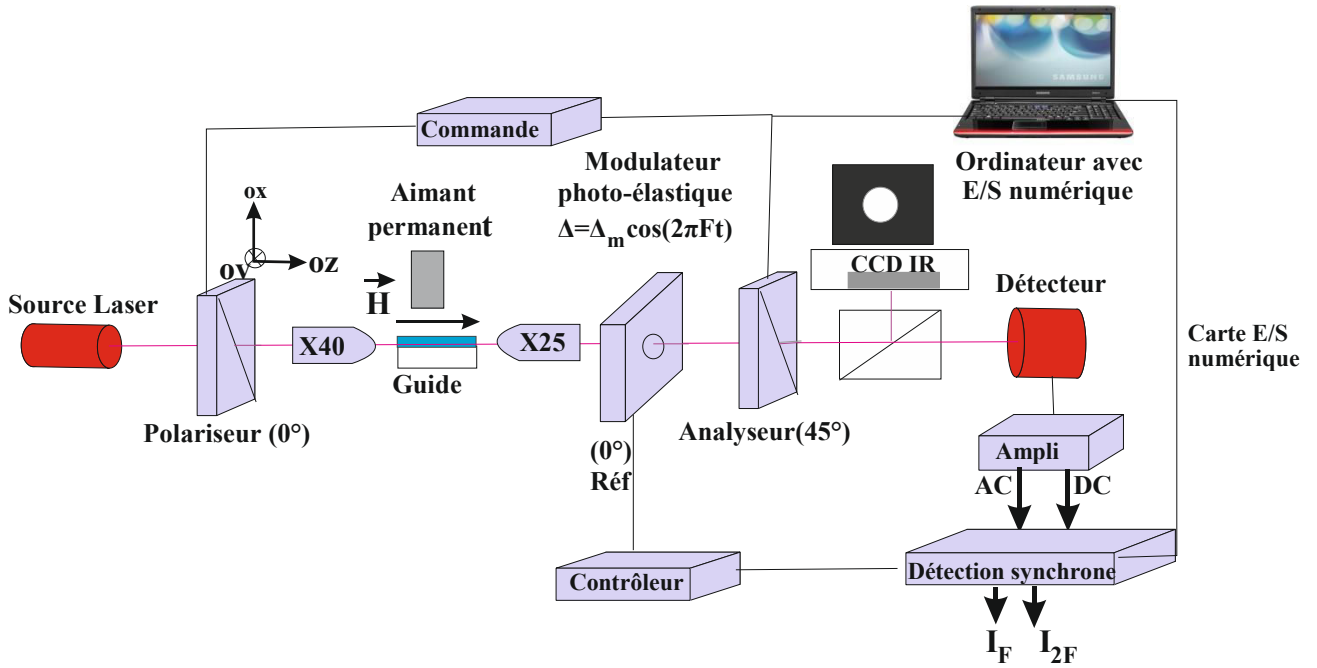 SAMSUNG
Commande
Ordinateur avec
E/S numérique
Modulateur
photo-élastique
Δ=Δm cos(2πFt)
Aimant
permanent
ox
oy
oz
H
CCD IR
Source Laser
Détecteur
X40
X25
Guide
Carte E/S
numérique
Polariseur (0°)
(0°)
Réf
Analyseur(45°)
Ampli
AC
DC
Contrôleur
Détection synchrone
IF
I2F